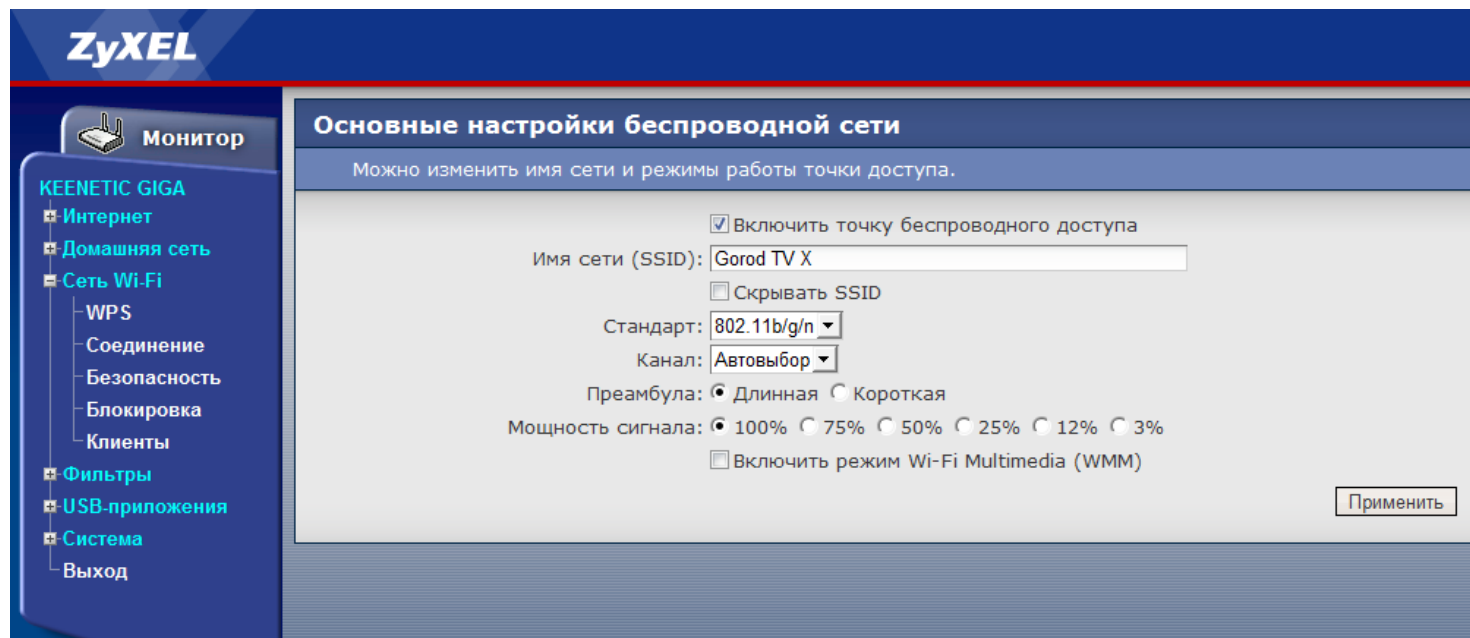 ZyXEL
Монитор
KEENETIC GIGA
Интернет
Домашняя сеть
Сеть Wi-Fi
WPS
Соединение
Безопасность
Блокировка
Клиенты
Фильтры
USB-приложения
Система
Выход
Основные настройки беспроводной сети
Можно изменить имя сети и режимы работы точки доступа.
Включить точку беспроводного доступа
Имя сети (SSID): Gorod TV X
Скрывать SSID
Стандарт: 802.11b/g/n
Канал: Автовыбор
Преамбула: Длинная Короткая
Мощность сигнала: 100% 75% 50% 25% 12% 3%
Включить режим Wi-Fi Multimedia (WMM)
Применить